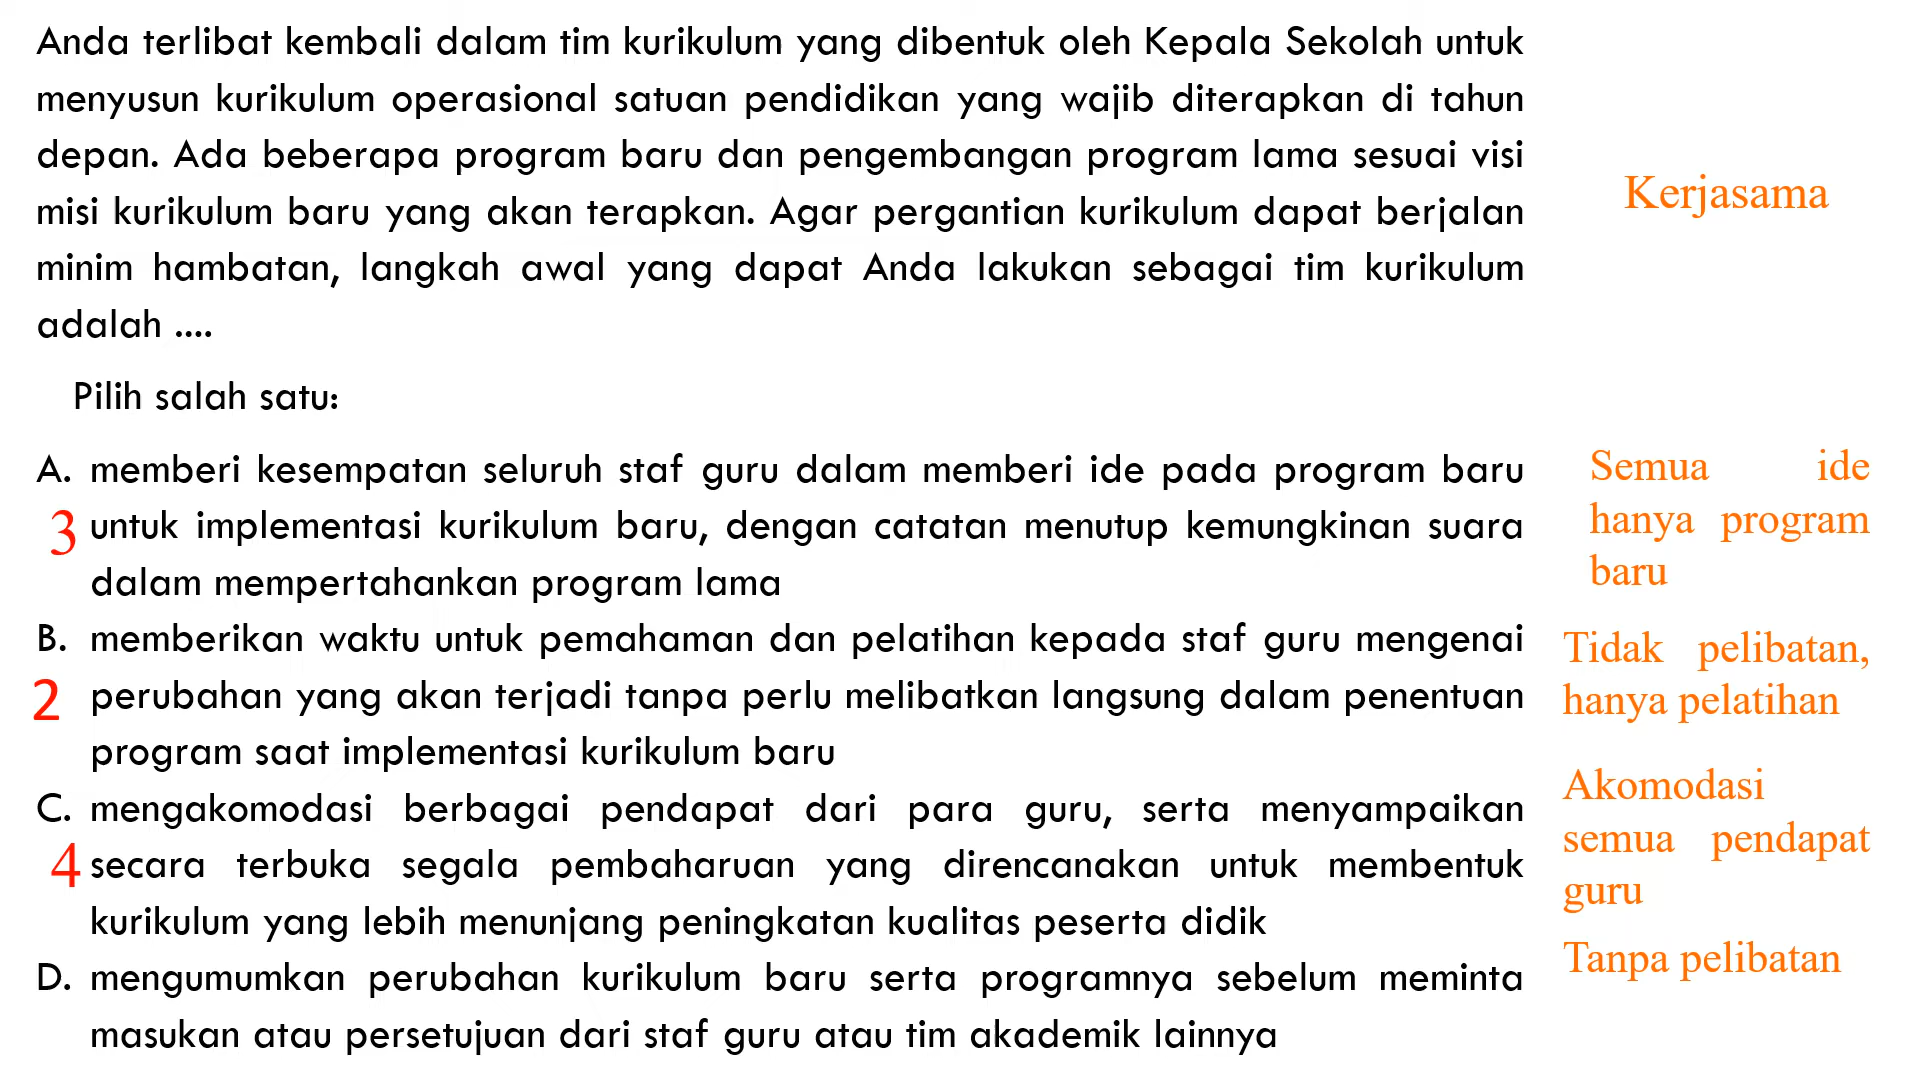 Anda terlibat kembali dalam tim kurikulum yang dibentuk oleh Kepala Sekolah untuk
menyusun kurikulum operasional satuan pendidikan yang wajib diterapkan di tahun
depan. Ada beberapa program baru dan pengembangan program lama sesuai visi
misi kurikulum baru yang akan terapkan. Agar pergantian kurikulum dapat berjalan
minim hambatan, langkah awal yang dapat Anda lakukan sebagai tim kurikulum
adalah ....
Kerjasama
Pilih salah satu:
A. memberi kesempatan seluruh staf guru dalam memberi ide pada program baru
3 untuk implementasi kurikulum baru, dengan catatan menutup kemungkinan suara
dalam mempertahankan program lama
Semua ide
hanya program
baru
B. memberikan waktu untuk pemahaman dan pelatihan kepada staf guru mengenai
2 perubahan yang akan terjadi tanpa perlu melibatkan langsung dalam penentuan
program saat implementasi kurikulum baru
Tidak pelibatan,
hanya pelatihan
C. mengakomodasi berbagai pendapat dari para guru, serta menyampaikan
4 secara terbuka segala pembaharuan yang direncanakan untuk membentuk
kurikulum yang lebih menunjang peningkatan kualitas peserta didik
Akomodasi
semua pendapat
guru
D. mengumumkan perubahan kurikulum baru serta programnya sebelum meminta
masukan atau persetujuan dari staf guru atau tim akademik lainnya
Tanpa pelibatan